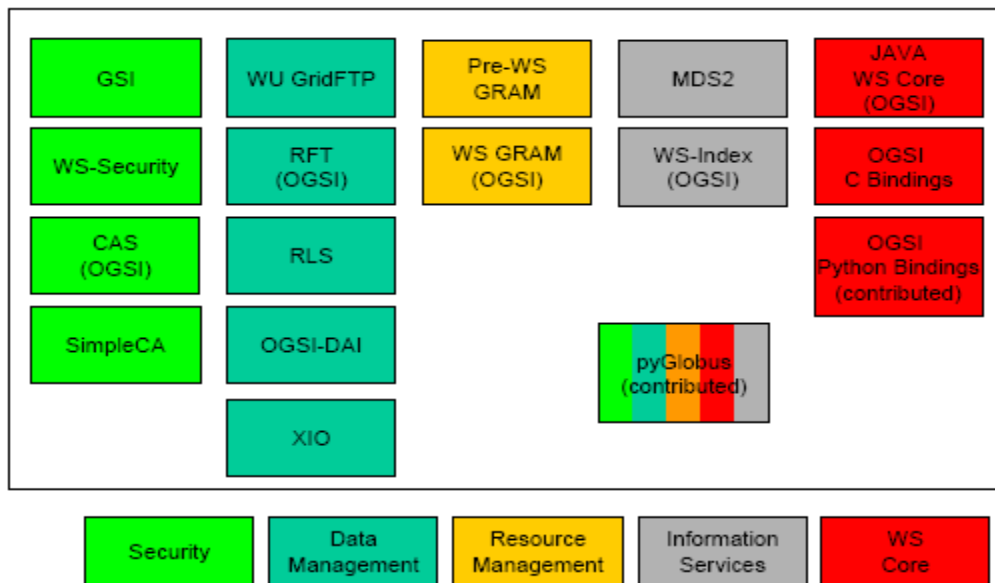 GSI
WU GridFTP
Pre-WS
GRAM
MDS2
JAVA
WS Core
(OGSI)
WS-Security
RFT
(OGSI)
WS GRAM
(OGSI)
WS-Index
(OGSI)
OGSI
C Bindings
CAS
(OGSI)
RLS
OGSI
Python Bindings
(contributed)
SimpleCA
OGSI-DAI
pyGlobus
(contributed)
XIO
Security
Data
Management
Resource
Management
Information
Services
WS
Core